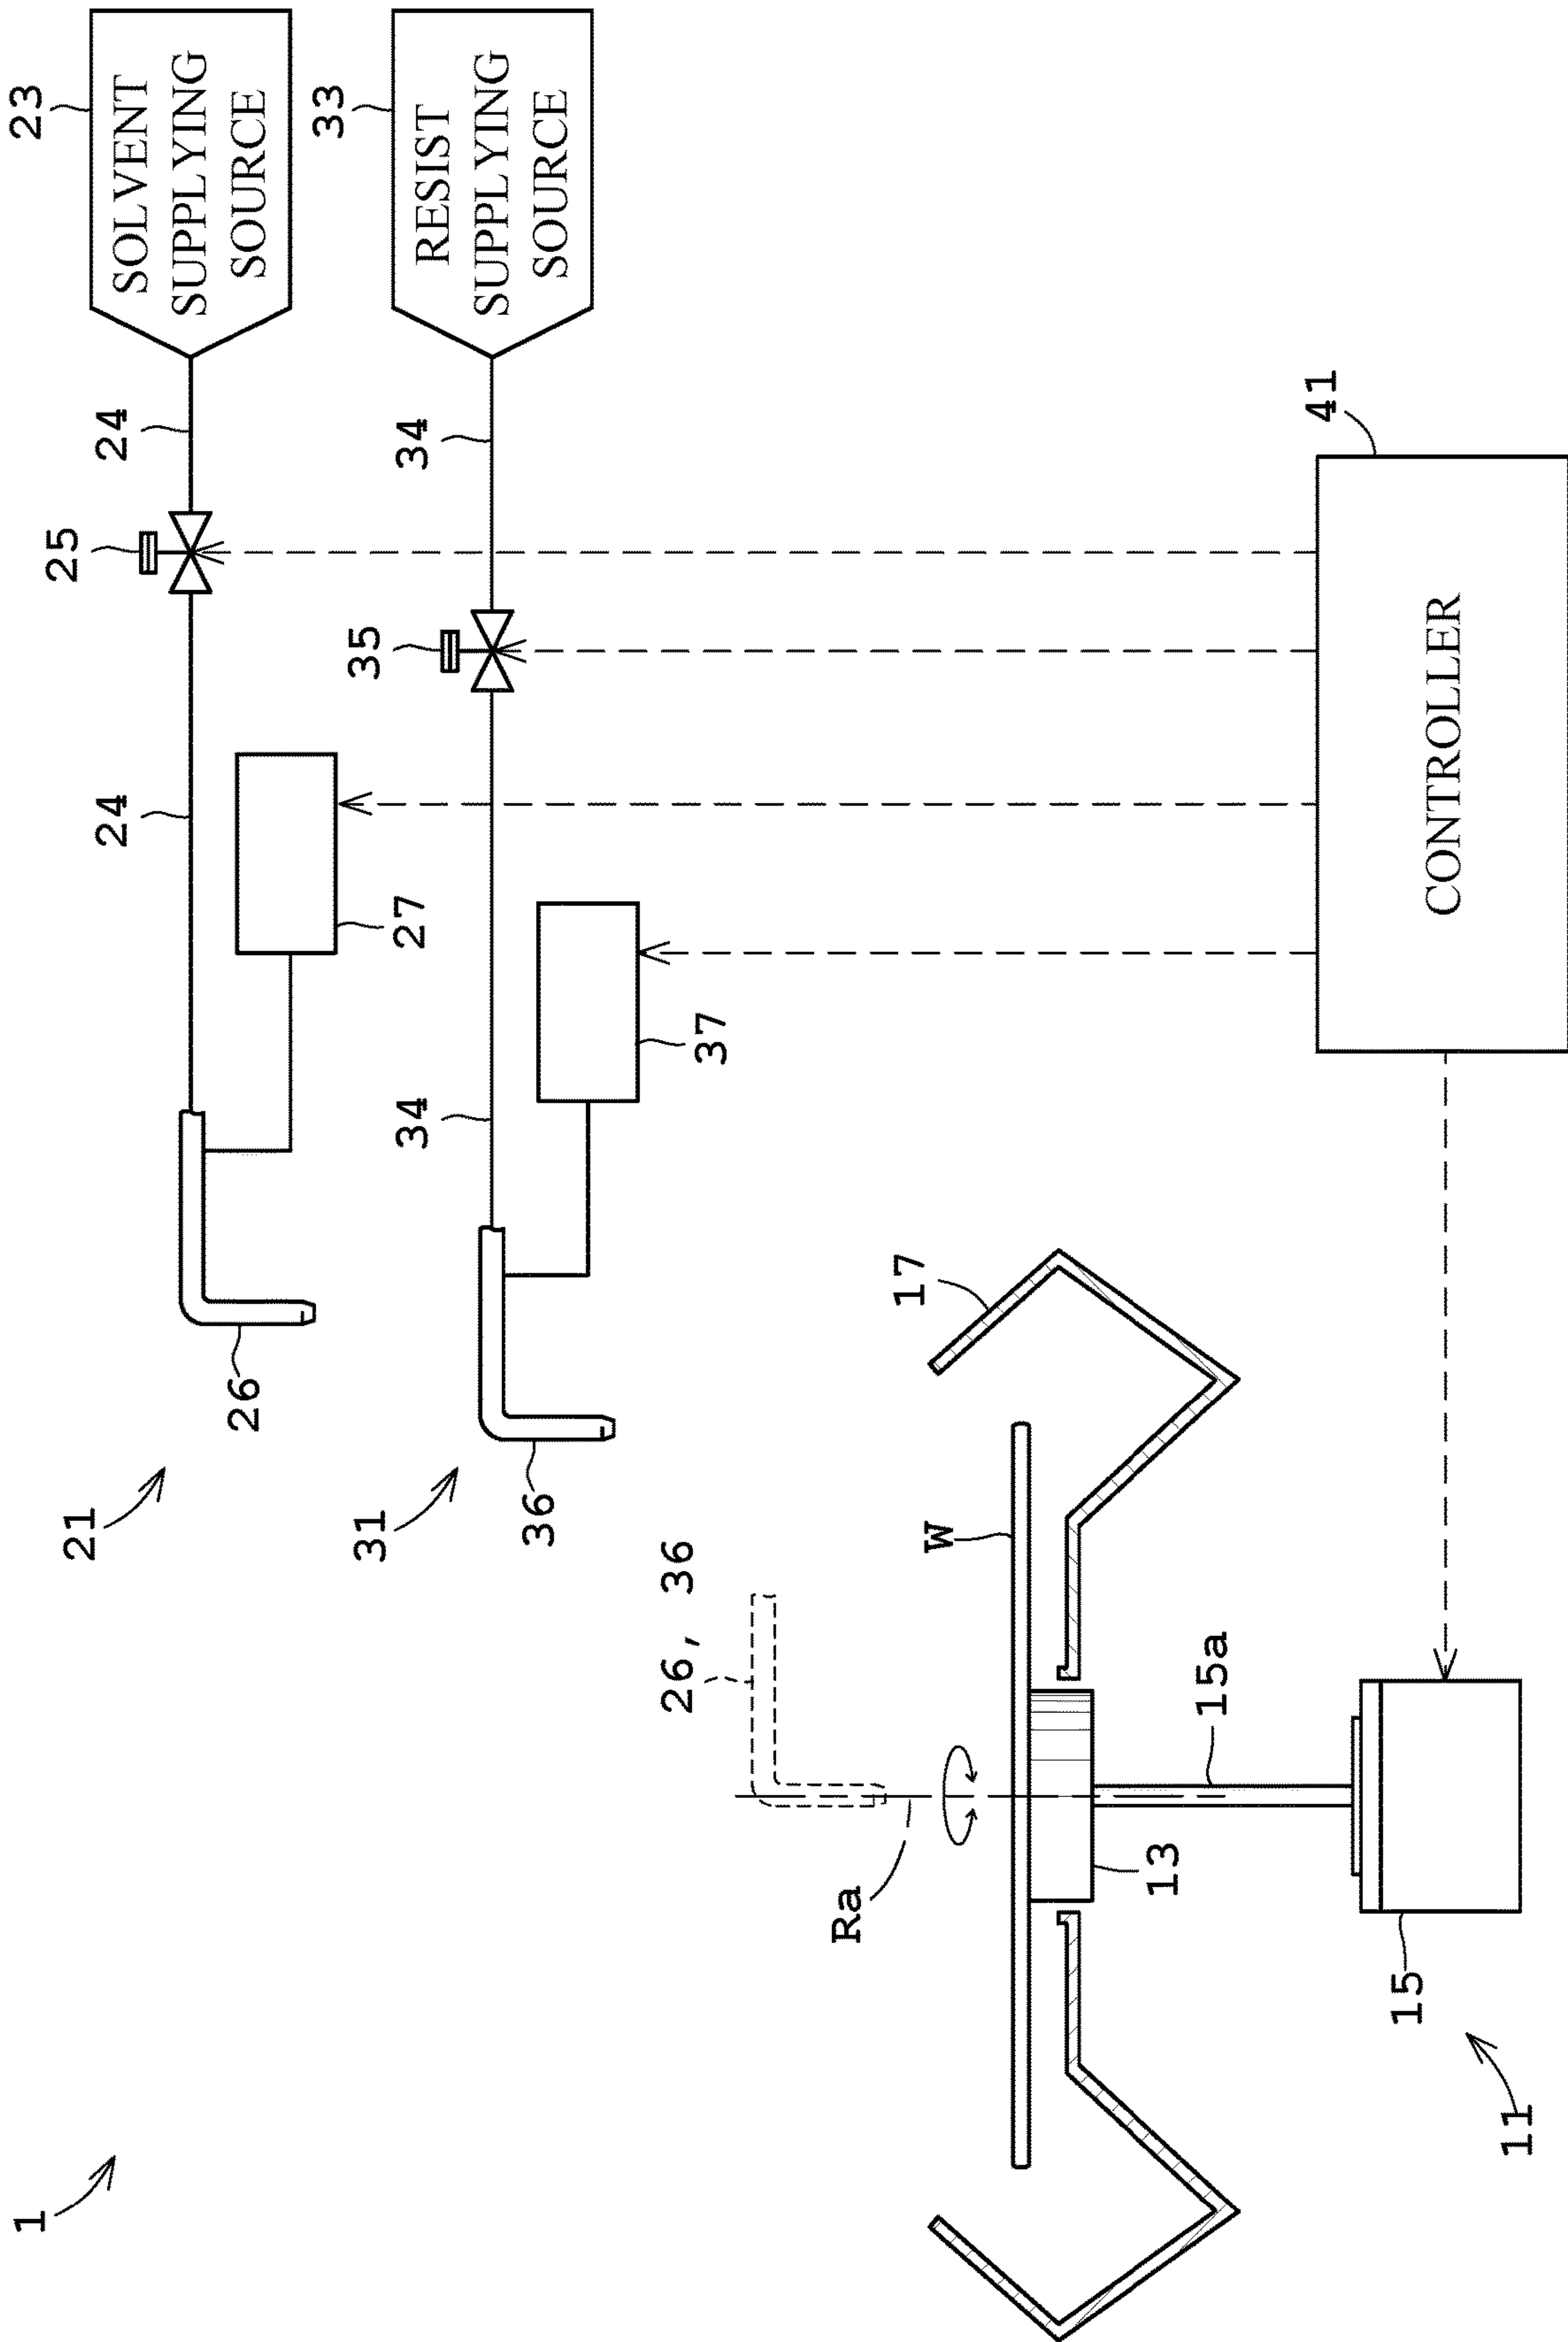 1
21
26
24
27
25
24
23
SOLVENT
SUPPLYING
SOURCE
31
36
34
37
35
34
33
RESIST
SUPPLYING
SOURCE
26, 36
Ra
W
17
13
15a
15
11
41
CONTROLLER